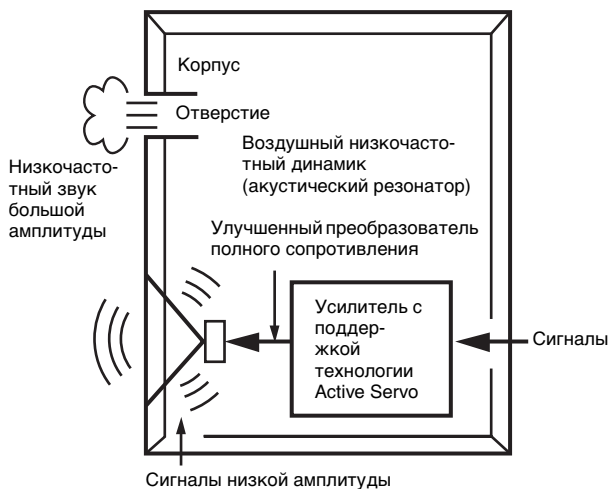 Корпус
Отверстие
Воздушный низкочасто-
тный динамик
(акустический резонатор)
Низкочасто-
тный звук
большой
амплитуды
Улучшенный преобразователь
полного сопротивления
Усилитель с
поддер-
жкой
технологии
Active Servo
Сигналы
Сигналы низкой амплитуды